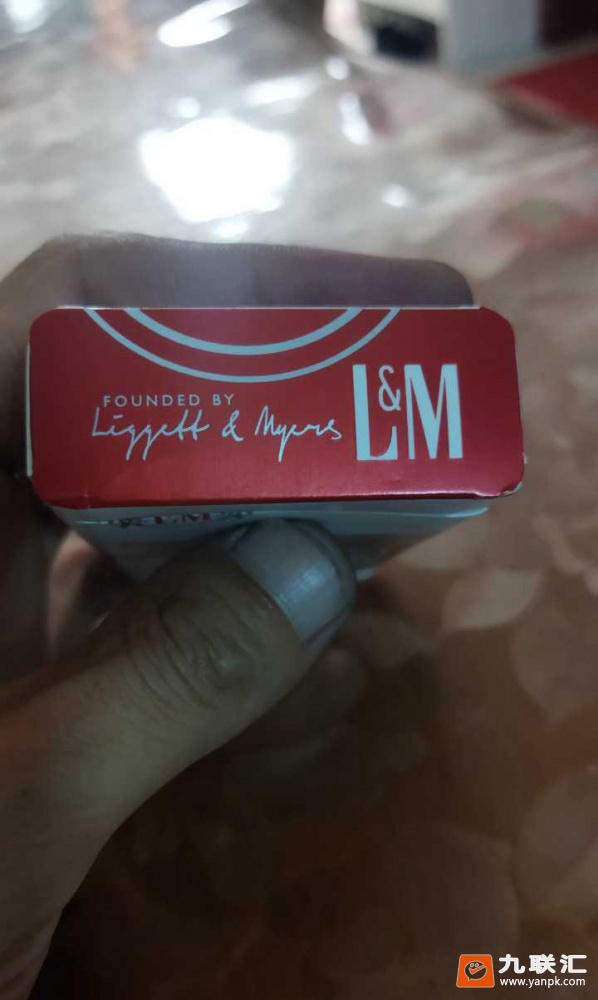 FOUNDED BY
Liggett & Myers
L&M
九联汇
www.yanpk.com